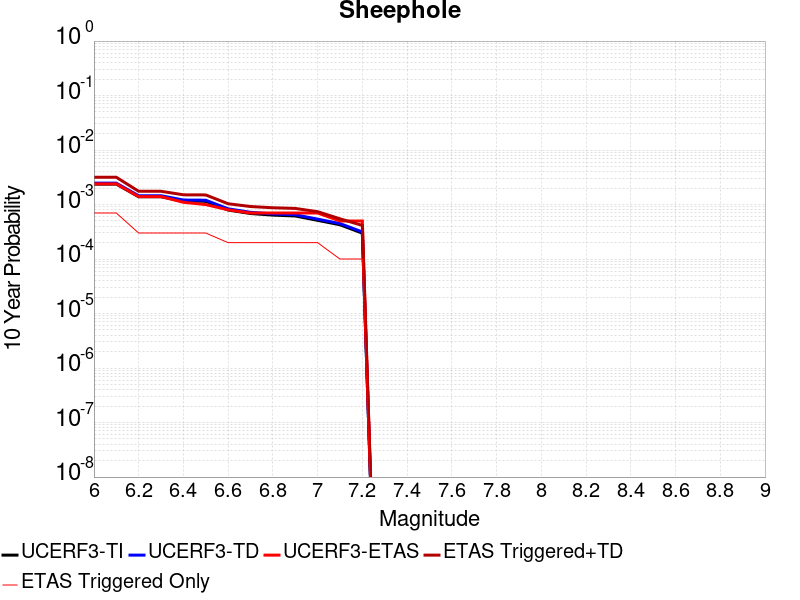 Sheephole
10 0
10 -1
10 -2
10 -3
10 -4
10 -5
10 -6
10 -7
10 -8
10 Year Probability
6 6.2 6.4 6.6 6.8 7 7.2 7.4 7.6 7.8 8 8.2 8.4 8.6 8.8 9
Magnitude
UCERF3-TI UCERF3-TD UCERF3-ETAS ETAS Triggered+TD
ETAS Triggered Only